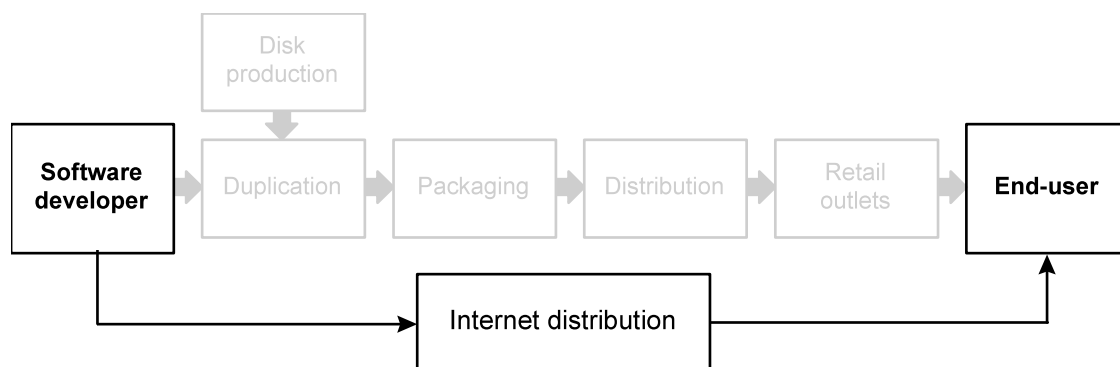 Disk
production
Software
developer
Duplication
Packaging
Distribution
Retail
outlets
End-user
Internet distribution